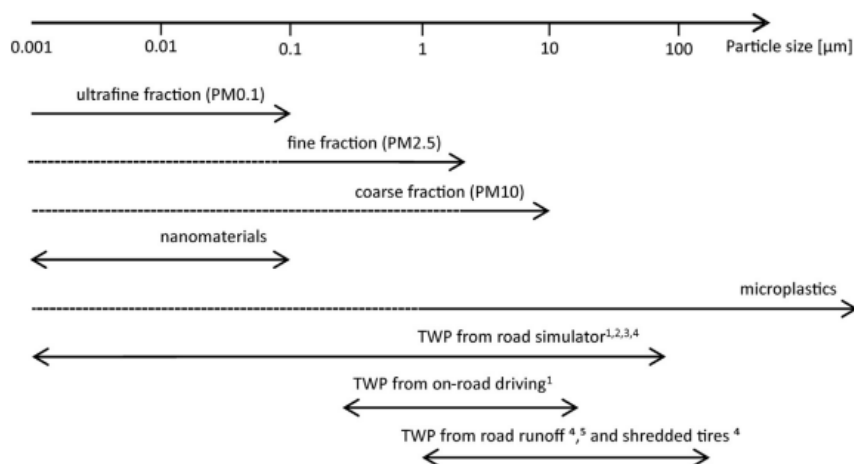 0.001 0.01 0.1 1 10 100 Particle size [µm]
ultrafine fraction (PM0.1)
fine fraction (PM2.5)
coarse fraction (PM10)
nanomaterials
microplastics
TWP from road simulator¹,²,³,⁴
TWP from on-road driving¹
TWP from road runoff ⁴,⁵ and shredded tires ⁴